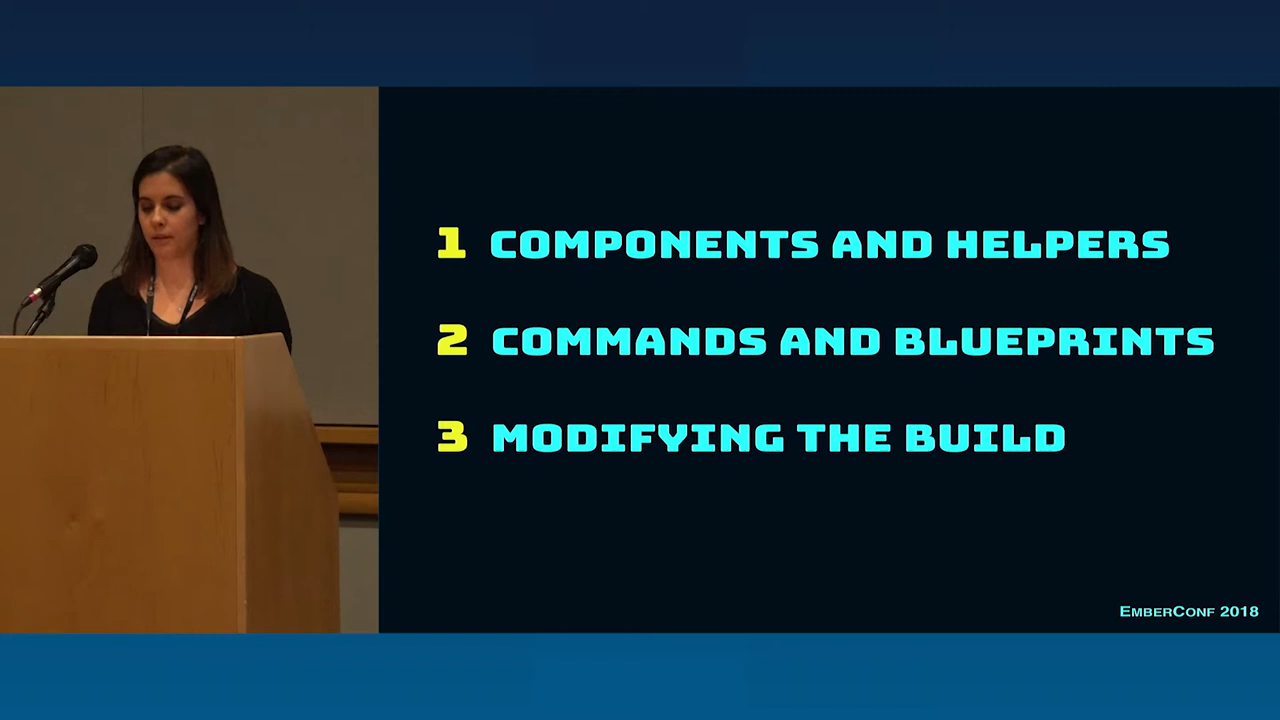 1 COMPONENTS AND HELPERS
2 COMMANDS AND BLUEPRINTS
3 MODIFYING THE BUILD
EMBERCONF 2018